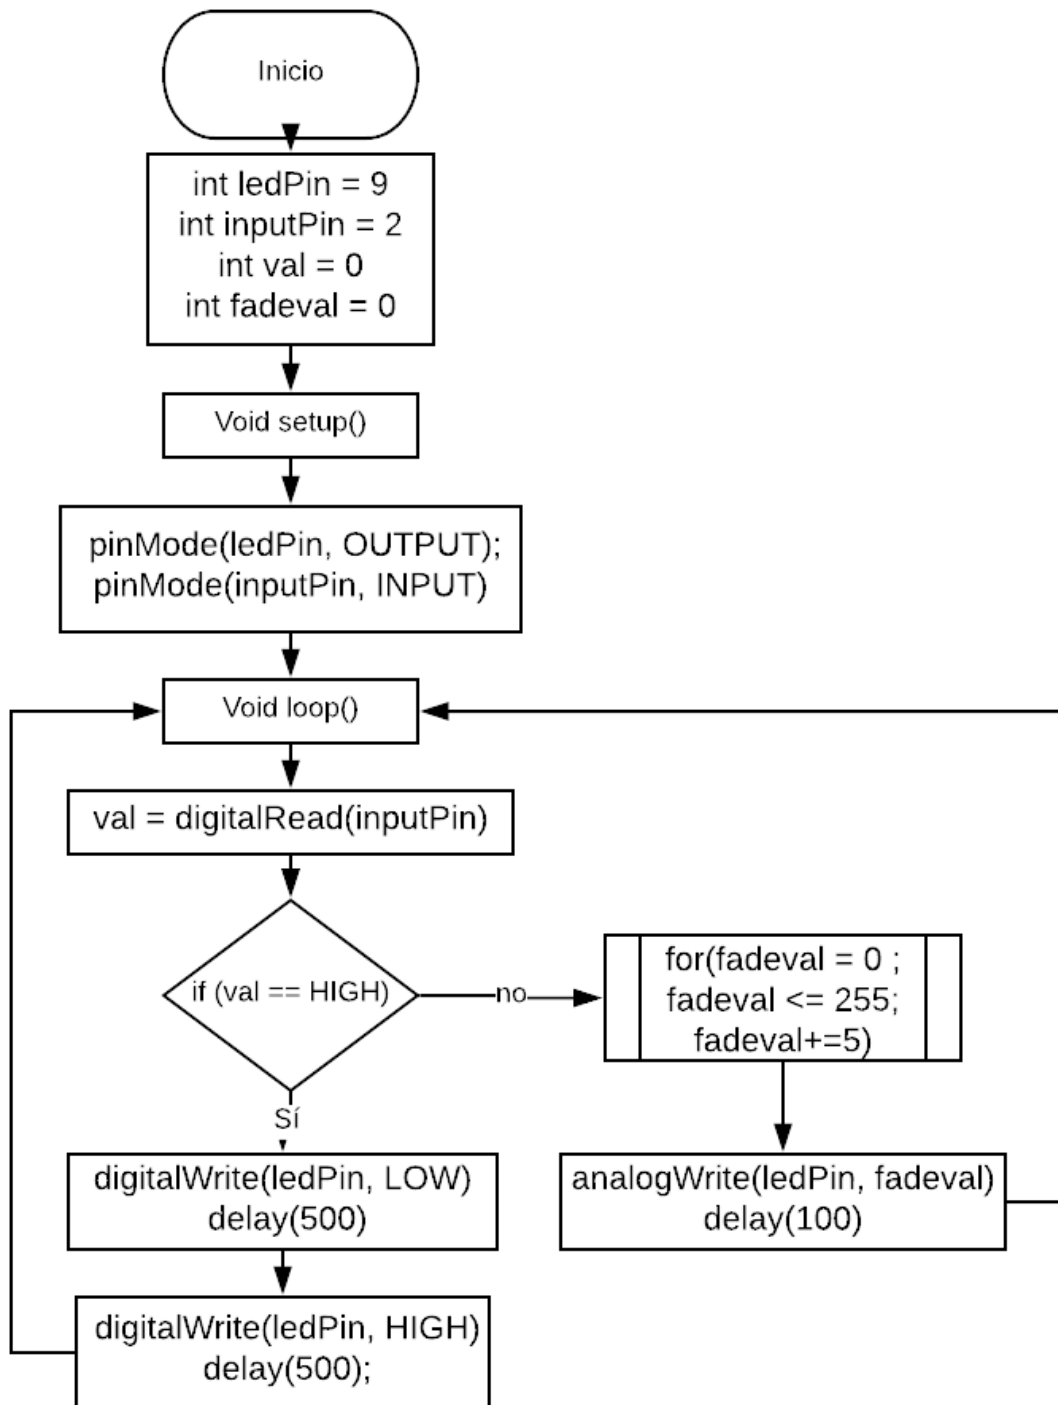 Inicio
int ledPin = 9
int inputPin = 2
int val = 0
int fadeval = 0
Void setup()
pinMode(ledPin, OUTPUT);
pinMode(inputPin, INPUT)
Void loop()
val = digitalRead(inputPin)
if (val == HIGH)
no
for(fadeval = 0 ;
fadeval <= 255;
fadeval+=5)
Sí
digitalWrite(ledPin, LOW)
delay(500)
analogWrite(ledPin, fadeval)
delay(100)
digitalWrite(ledPin, HIGH)
delay(500);